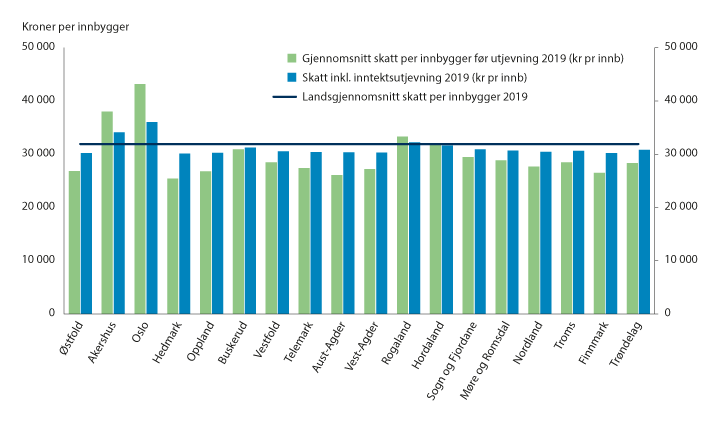 Kroner per innbygger
50 000
40 000
30 000
20 000
10 000
0
50 000
40 000
30 000
20 000
10 000
0
Gjennomsnitt skatt per innbygger før utjevning 2019 (kr pr innb)
Skatt inkl. inntektsutjevning 2019 (kr pr innb)
Landsgjennomsnitt skatt per innbygger 2019
Østfold
Akershus
Oslo
Hedmark
Oppland
Buskerud
Vestfold
Telemark
Aust-Agder
Vest-Agder
Rogaland
Hordaland
Sogn og Fjordane
Møre og Romsdal
Nordland
Troms
Finnmark
Trøndelag